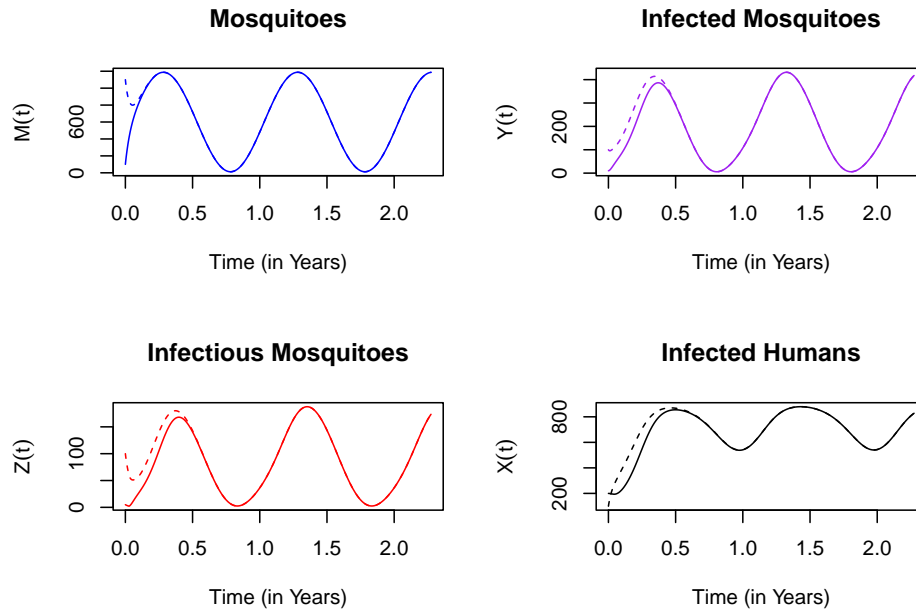 Mosquitoes
M(t)
0 600
0.0 0.5 1.0 1.5 2.0
Time (in Years)
Infected Mosquitoes
Y(t)
0 200
0.0 0.5 1.0 1.5 2.0
Time (in Years)
Infectious Mosquitoes
Z(t)
0 100
0.0 0.5 1.0 1.5 2.0
Time (in Years)
Infected Humans
X(t)
200 800
0.0 0.5 1.0 1.5 2.0
Time (in Years)